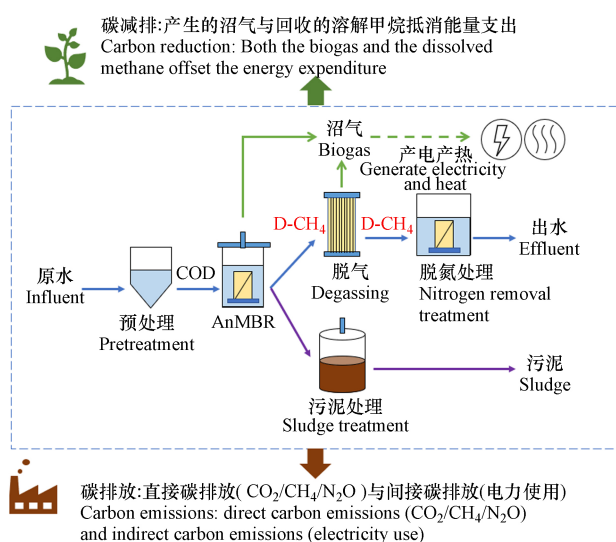 碳减排:产生的沼气与回收的溶解甲烷抵消能量支出
Carbon reduction: Both the biogas and the dissolved
methane offset the energy expenditure
沼气
Biogas
产电产热
Generate electricity
and heat
D-CH₄
D-CH₄
原水
Influent
COD
预处理
Pretreatment
AnMBR
脱气
Degassing
脱氮处理
Nitrogen removal
treatment
出水
Effluent
污泥处理
Sludge treatment
污泥
Sludge
碳排放:直接碳排放( CO₂/CH₄/N₂O )与间接碳排放(电力使用)
Carbon emissions: direct carbon emissions (CO₂/CH₄/N₂O)
and indirect carbon emissions (electricity use)